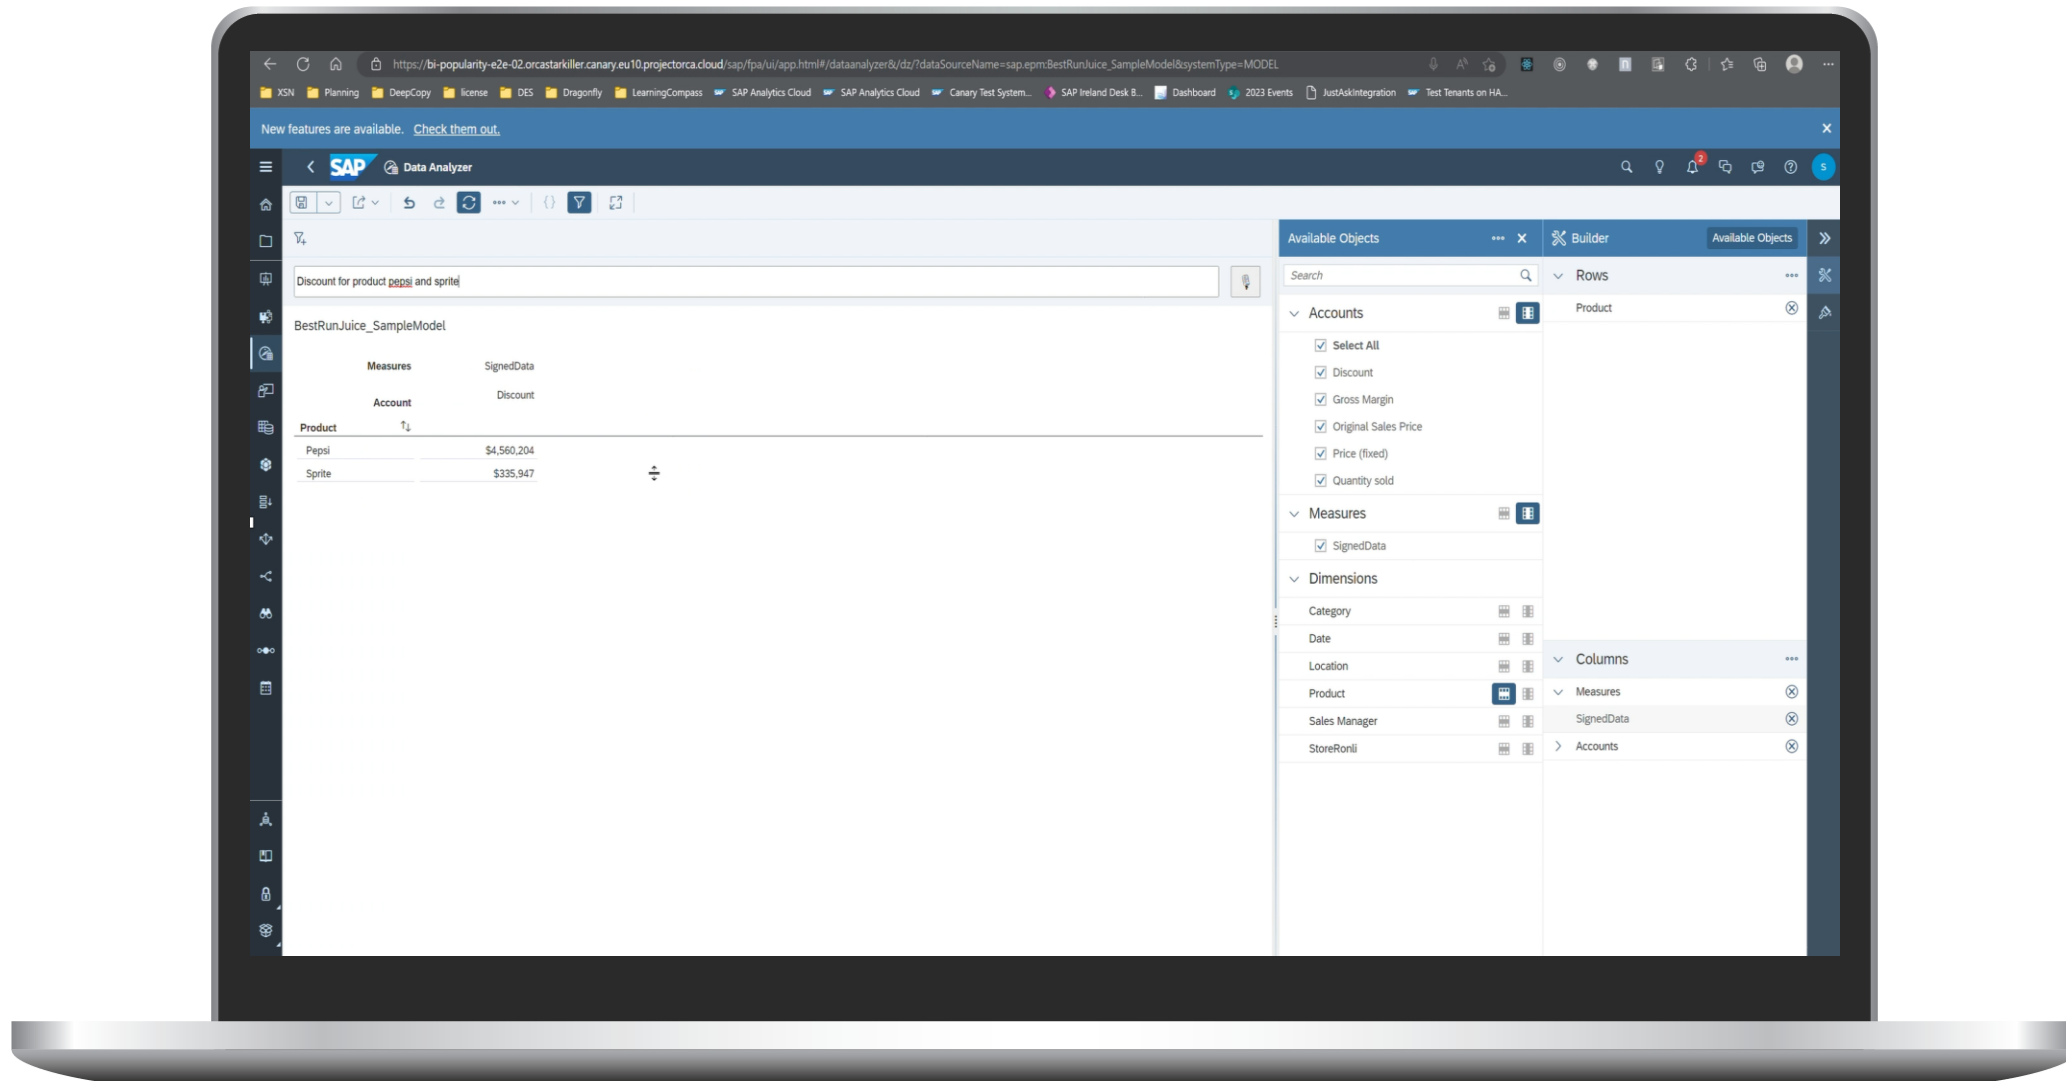 https://bi-popularity-e2e-02.orcastarkiller.canary.eu10.projectorca.cloud/sap/fpa/ui/app.html#/dataanalyzer&/dz/?dataSourceName=sap.epm:BestRunJuice_SampleModel&systemType=MODEL
XSN Planning DeepCopy license DES Dragonfly LearningCompass SAP Analytics Cloud SAP Analytics Cloud Canary Test System... SAP Ireland Desk B... Dashboard 2023 Events JustAskIntegration Test Tenants on HA...
New features are available. Check them out.
SAP Data Analyzer 2 S
Discount for product pepsi and sprite
BestRunJuice_SampleModel
Measures SignedData
Account Discount
Product
Pepsi $4,560,204
Sprite $335,947
Available Objects
Search
Accounts
Select All
Discount
Gross Margin
Original Sales Price
Price (fixed)
Quantity sold
Measures
SignedData
Dimensions
Category
Date
Location
Product
Sales Manager
StoreRonli
Builder Available Objects
Rows
Product
Columns
Measures
SignedData
Accounts